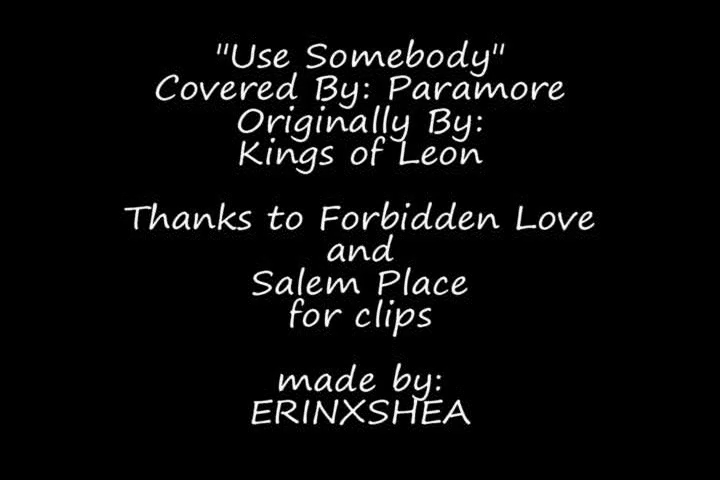 "Use Somebody"
Covered By: Paramore
Originally By:
Kings of Leon
Thanks to Forbidden Love
and
Salem Place
for clips
made by:
ERINXSHEA